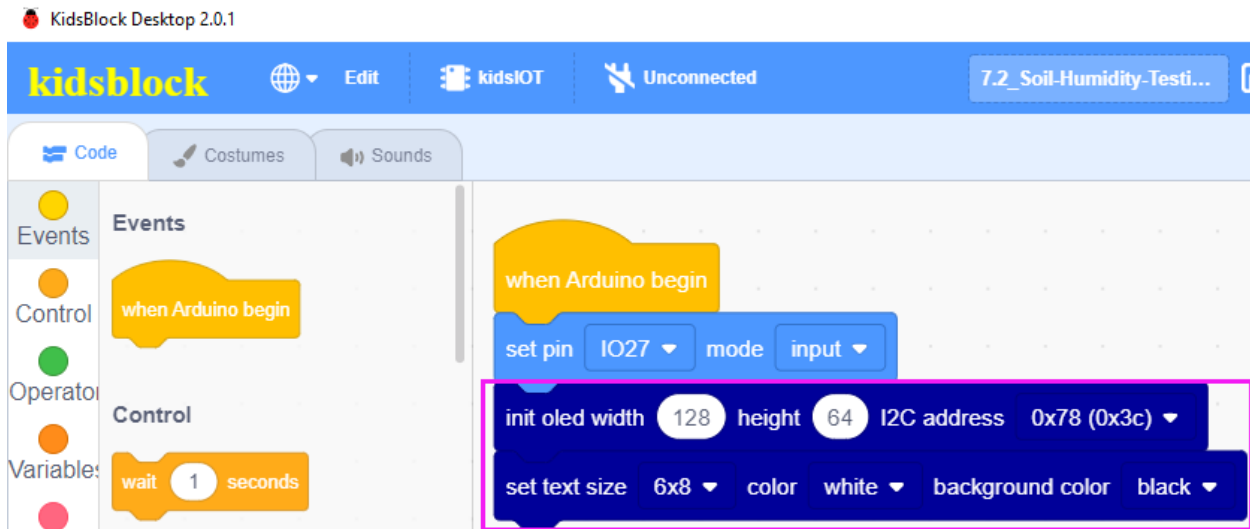 KidsBlock Desktop 2.0.1
kidsblock Edit kidsIOT Unconnected 7.2_Soil-Humidity-Testi...
Code Costumes Sounds
Events
Control
Operator
Variables
Events
when Arduino begin
Control
wait 1 seconds
when Arduino begin
set pin IO27 mode input
init oled width 128 height 64 I2C address 0x78 (0x3c)
set text size 6x8 color white background color black